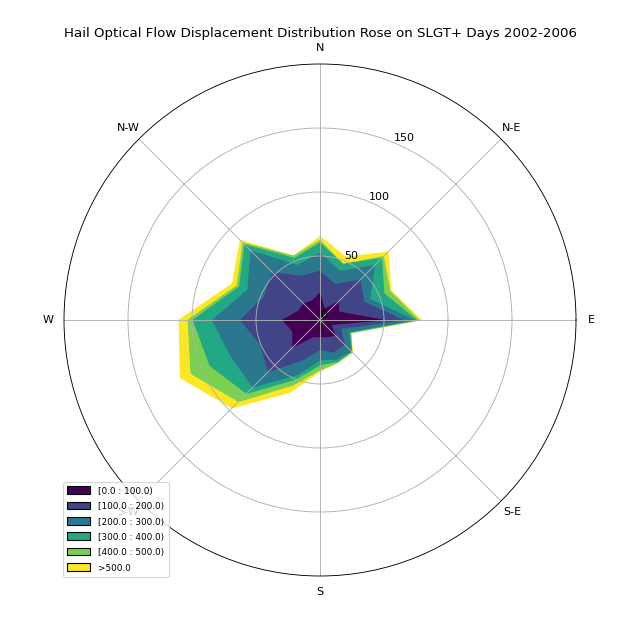 Hail Optical Flow Displacement Distribution Rose on SLGT+ Days 2002-2006
N
N-W
N-E
150
100
50
0
W
E
[0.0 : 100.0)
[100.0 : 200.0)
[200.0 : 300.0)
[300.0 : 400.0)
[400.0 : 500.0)
>500.0
S-W
S-E
S